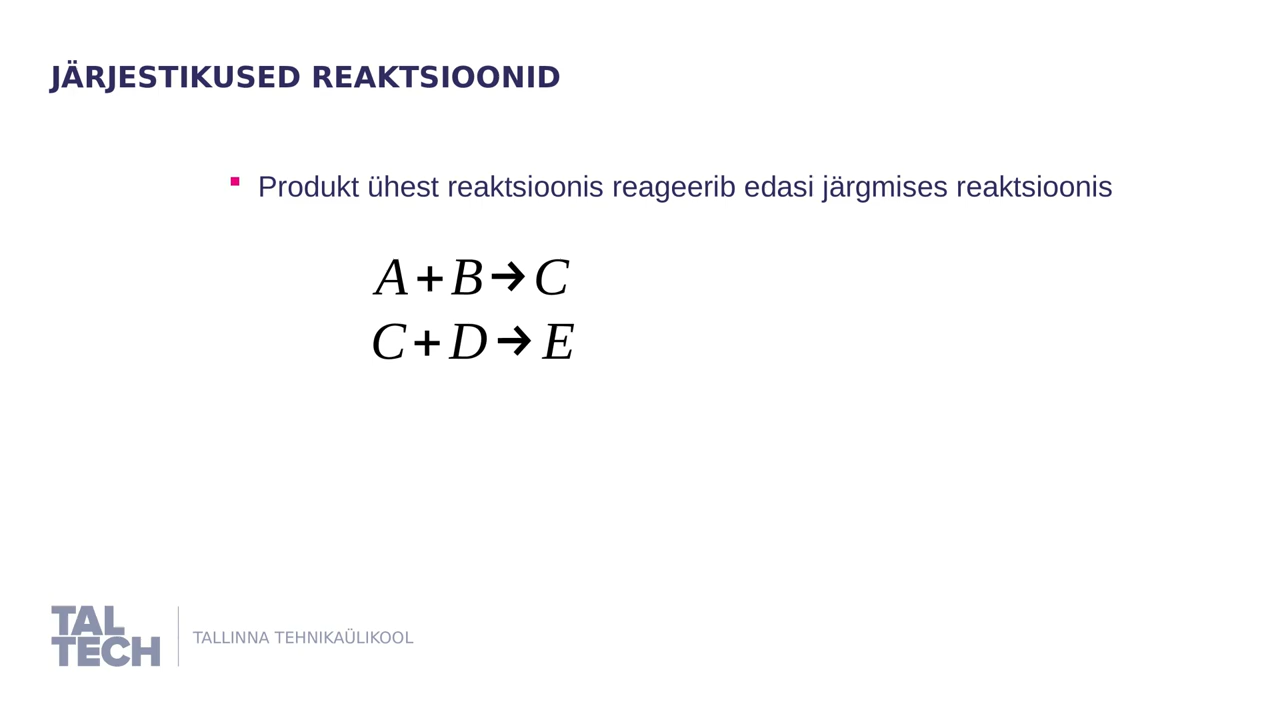 JÄRJESTIKUSED REAKTSIOONID
Produkt ühest reaktsioonis reageerib edasi järgmises reaktsioonis
A + B → C
C + D → E
TAL
TECH
TALLINNA TEHNIKAÜLIKOOL